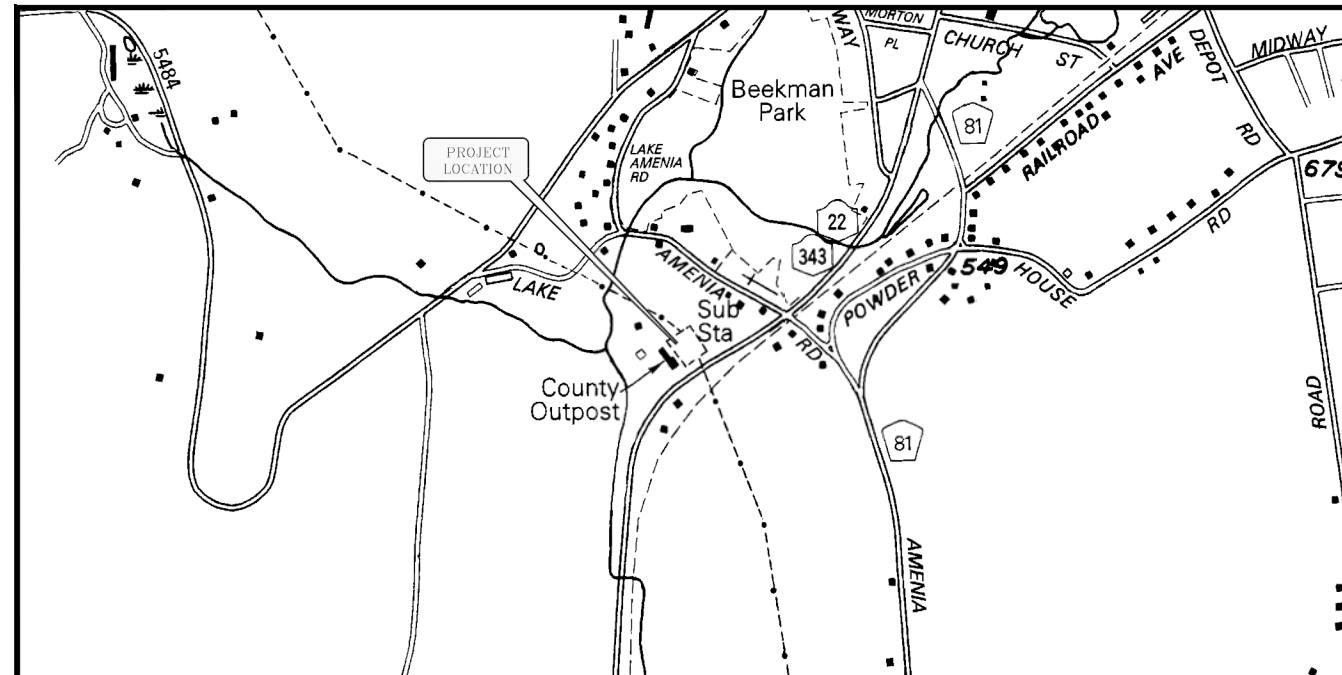 5484
PROJECT
LOCATION
LAKE
AMENIA
RD
Beekman
Park
WAY
MORTON
PL
CHURCH
ST
81
RAILROAD
AVE
DEPOT
RD
MIDWAY
22
343
AMENIA
RD
Sub
Sta
LAKE
County
Outpost
POWDER
549
HOUSE
RD
81
AMENIA
ROAD